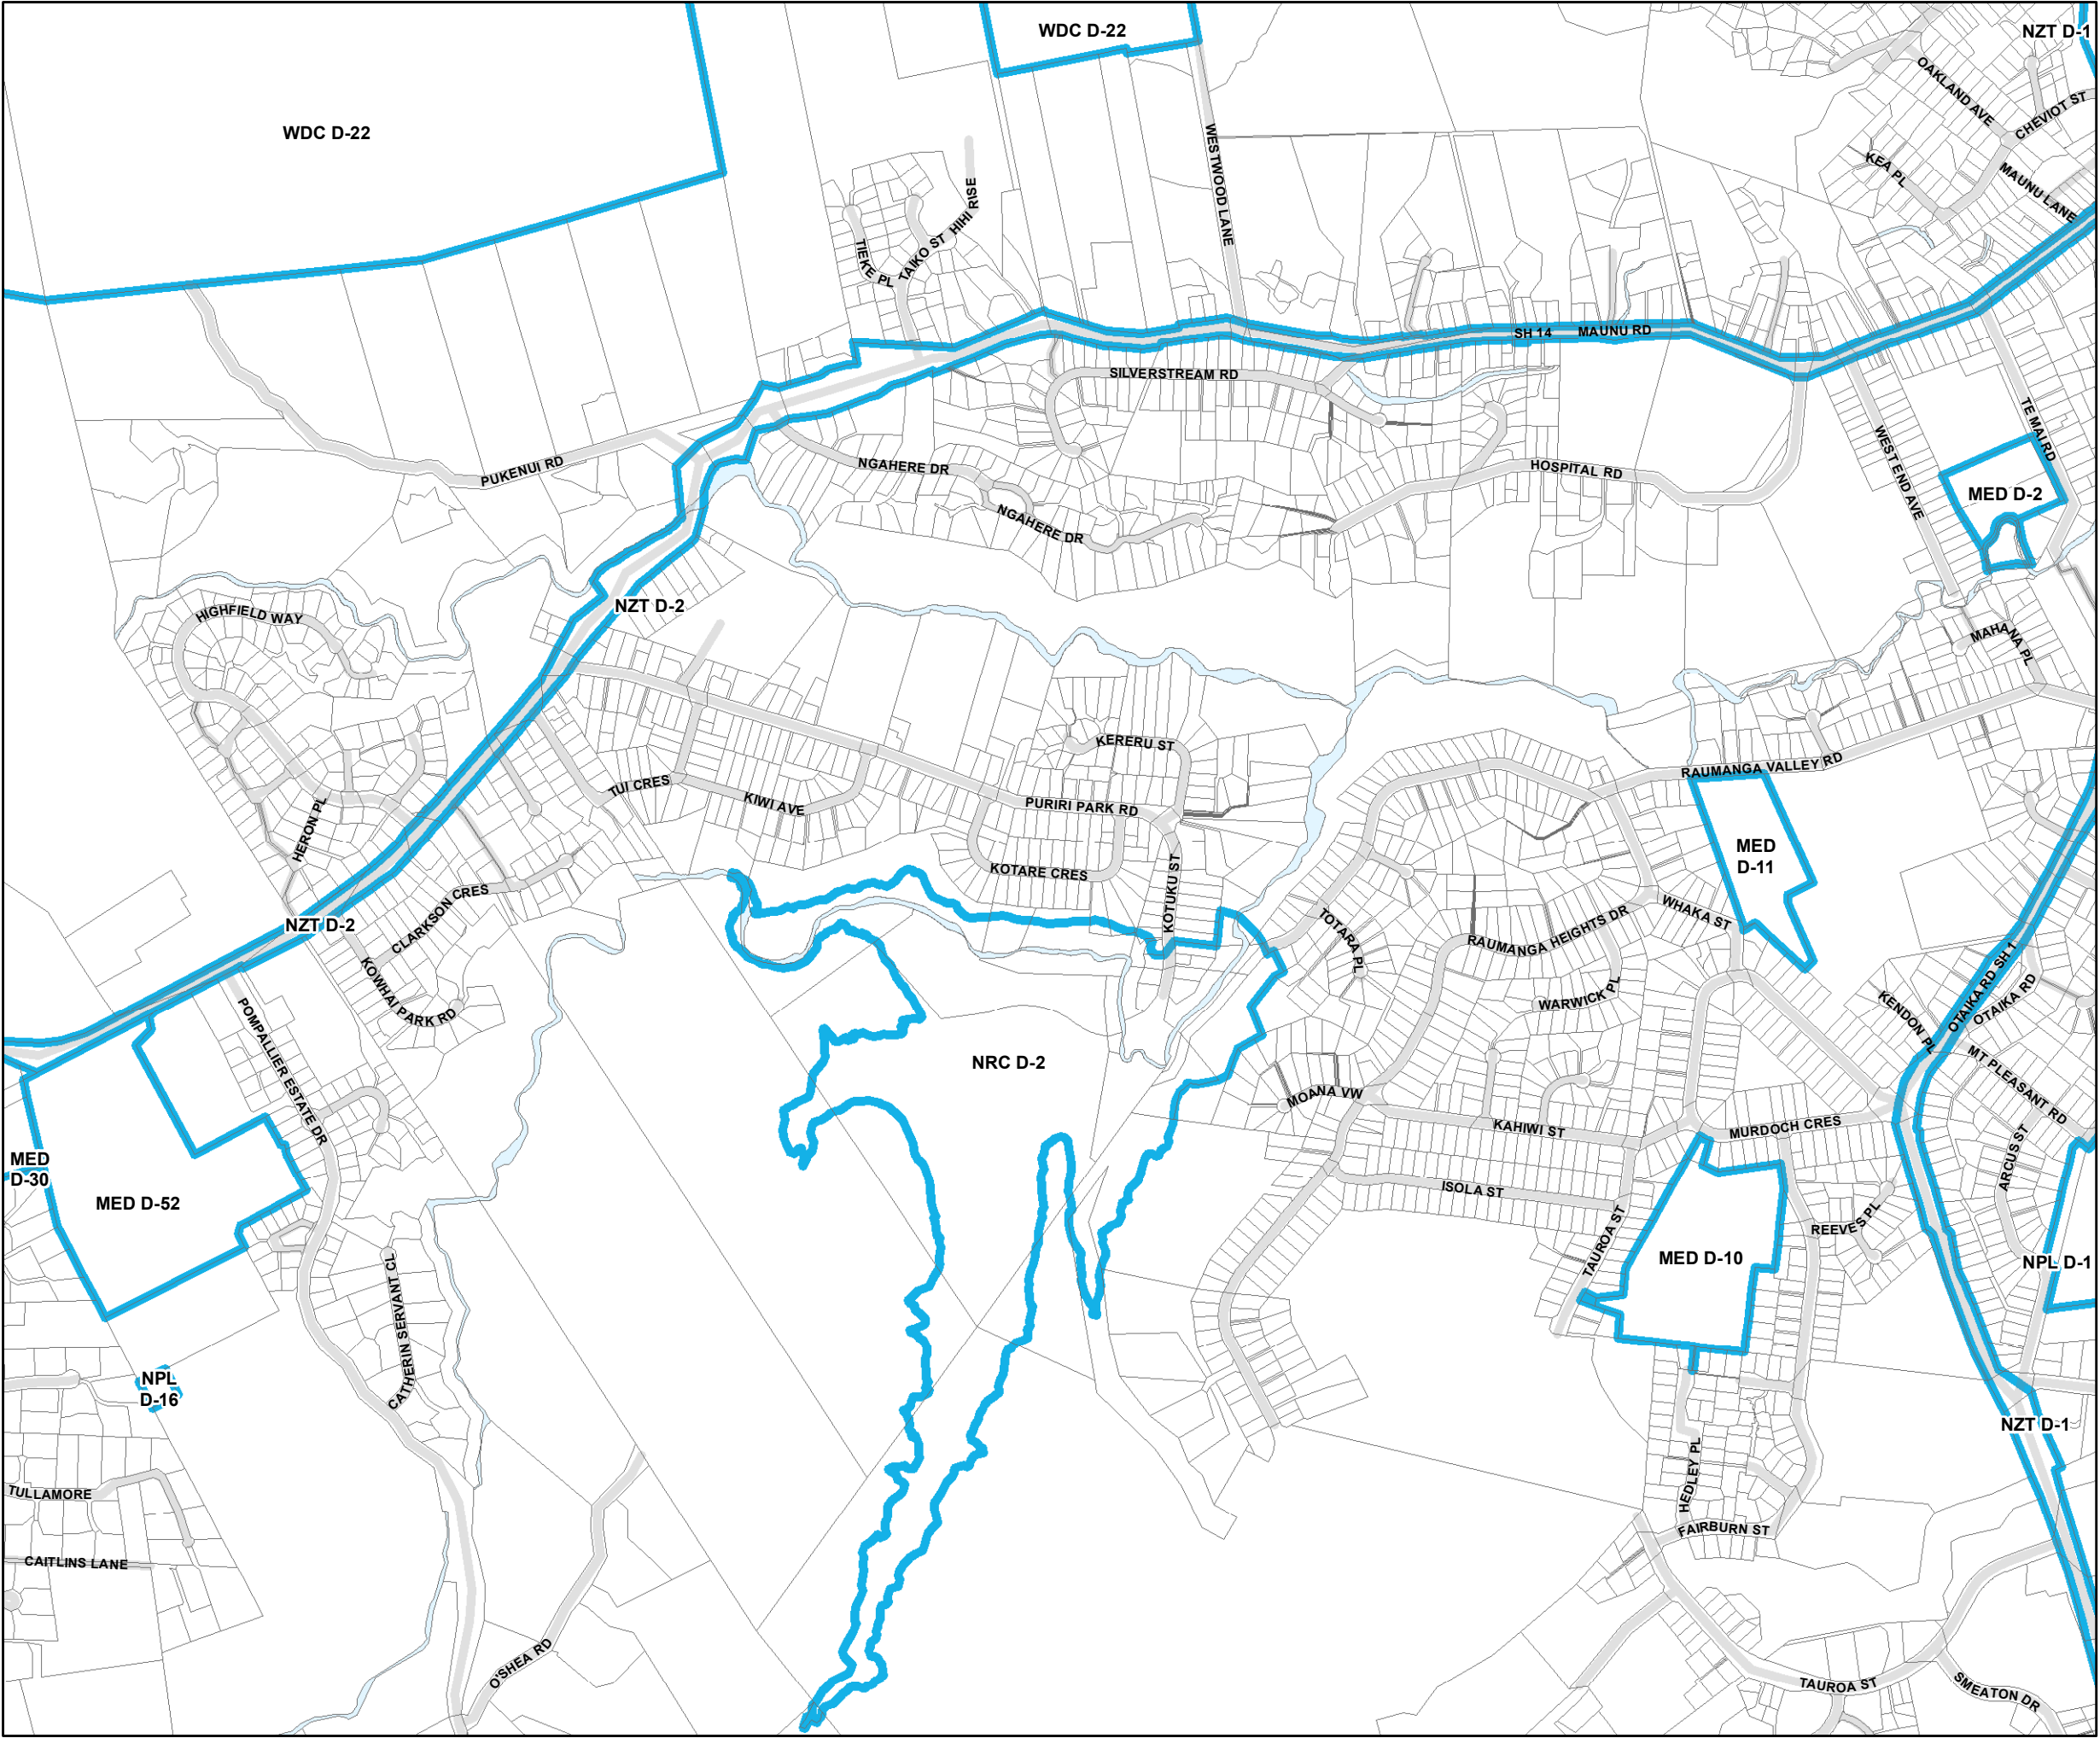 WDC D-22
NZT D-1
WDC D-22
OAKLAND AVE
CHEVIOT ST
KEA PL
MAUNU LANE
WESTWOOD LANE
HIHI RISE
TAIKO ST
TIEKE PL
SH 14
MAUNU RD
SILVERSTREAM RD
TE MAI RD
WEST END AVE
PUKENUI RD
NGAHERE DR
HOSPITAL RD
MED D-2
NGAHERE DR
NZT D-2
HIGHFIELD WAY
MAHANA PL
KERERU ST
RAUMANGA VALLEY RD
TUI CRES
KIWI AVE
PURIRI PARK RD
HERON PL
MED
D-11
KOTARE CRES
KOTUKU ST
CLARKSON CRES
NZT D-2
TOTARA PL
RAUMANGA HEIGHTS DR
WHAKA ST
KOWHAI PARK RD
WARWICK PL
KENDON PL
OTAIKA RD SH 1
OTAIKA RD
POMPALLIER ESTATE DR
NRC D-2
MT PLEASANT RD
MOANA VW
KAHIWI ST
MURDOCH CRES
ARCUS ST
MED
D-30
MED D-52
ISOLA ST
REEVES PL
TAUROA ST
MED D-10
NPL D-1
CATHERIN SERVANT CL
NPL
D-16
NZT D-1
HEDLEY PL
TULLAMORE
FAIRBURN ST
CAITLINS LANE
O'SHEA RD
TAUROA ST
SMEATON DR